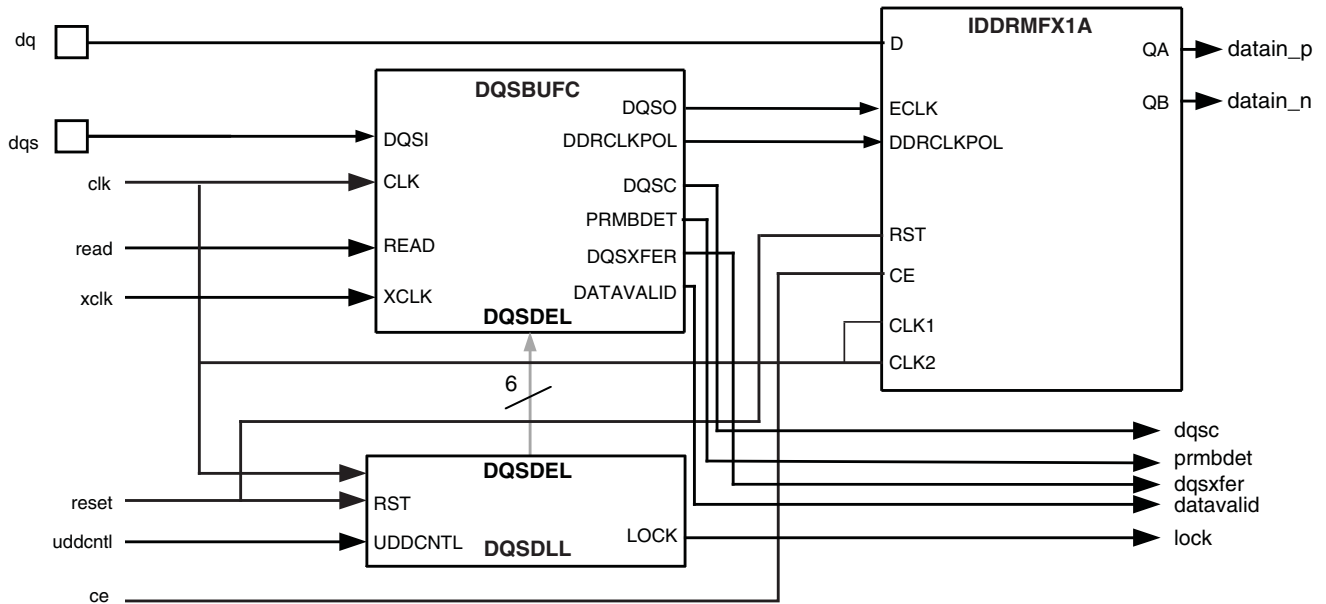 IDDRMFX1A
dq
D
QA
datain_p
DQSBUFC
QB
datain_n
DQSO
ECLK
dqs
DQSI
DDRCLKPOL
DDRCLKPOL
clk
CLK
DQSC
PRMBDET
RST
read
READ
DQSXFER
CE
xclk
XCLK
DATAVALID
DQSDEL
CLK1
CLK2
6
dqsc
DQSDEL
prmbdet
dqsxfer
reset
RST
datavalid
uddcntl
UDDCNTL
DQSDLL
LOCK
lock
ce